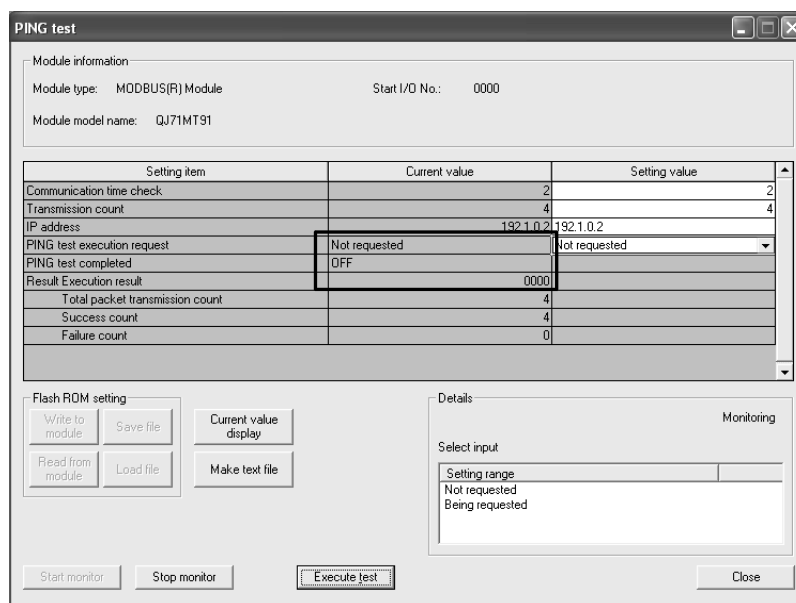 PING test
Module information
Module type: MODBUS(R) Module Start I/O No.: 0000
Module model name: QJ71MT91
Setting item Current value Setting value
Communication time check 2 2
Transmission count 4 4
IP address 192.1.0.2 192.1.0.2
PING test execution request Not requested Not requested
PING test completed OFF
Result Execution result 0000
Total packet transmission count 4
Success count 4
Failure count 0
Flash ROM setting
Write to module
Save file
Current value display
Read from module
Load file
Make text file
Details
Monitoring
Select input
Setting range
Not requested
Being requested
Start monitor Stop monitor Execute test Close